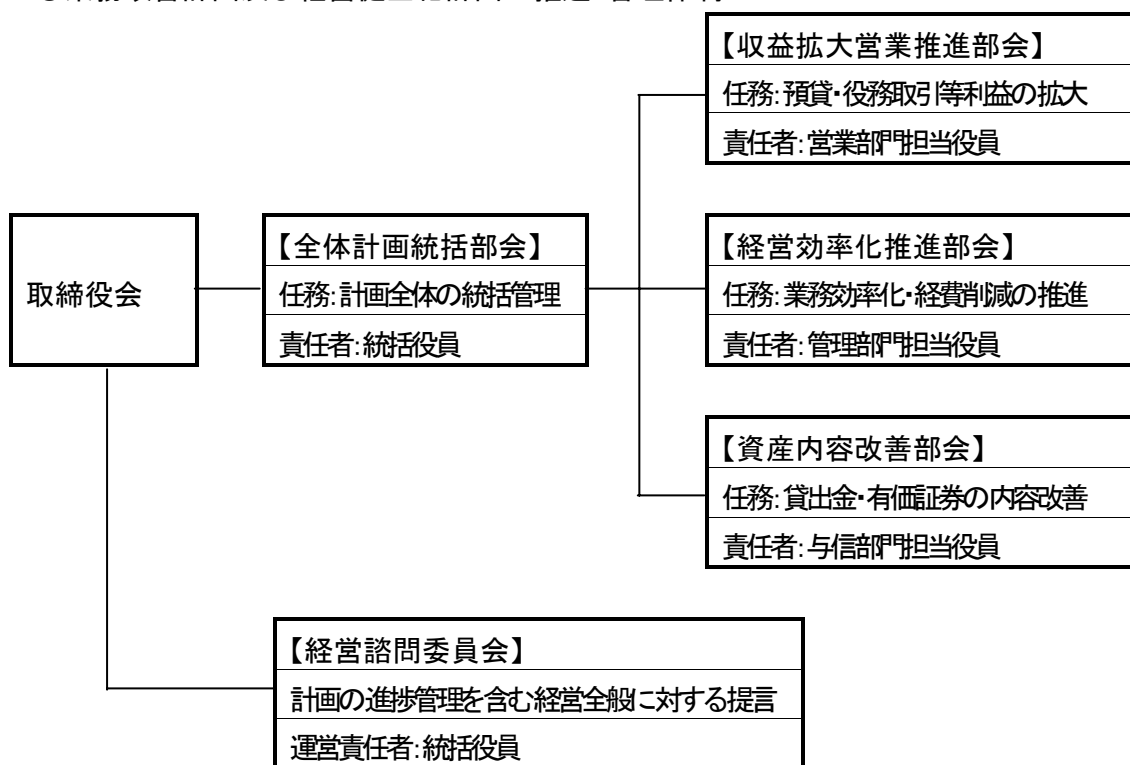 【収益拡大営業推進部会】
任務:預貸・役務取引等利益の拡大
責任者:営業部門担当役員
取締役会
【全体計画統括部会】
任務:計画全体の統括管理
責任者:統括役員
【経営効率化推進部会】
任務:業務効率化・経費削減の推進
責任者:管理部門担当役員
【資産内容改善部会】
任務:貸出金・有価証券の内容改善
責任者:与信部門担当役員
【経営諮問委員会】
計画の進捗管理を含む経営全般に対する提言
運営責任者:統括役員